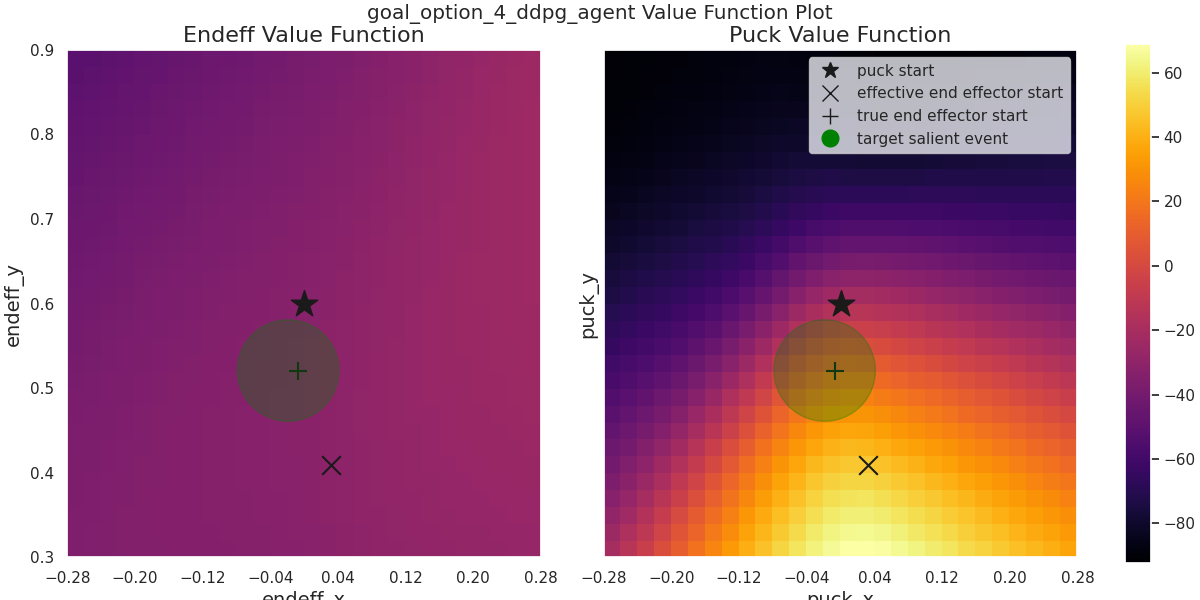 goal_option_4_ddpg_agent Value Function Plot
Endeff Value Function
Puck Value Function
0.9
0.8
0.7
0.6
0.5
0.4
0.3
endeff_y
−0.28 −0.20 −0.12 −0.04 0.04 0.12 0.20 0.28
endeff_x
puck_y
puck start
effective end effector start
true end effector start
target salient event
−0.28 −0.20 −0.12 −0.04 0.04 0.12 0.20 0.28
puck_x
60
40
20
0
−20
−40
−60
−80